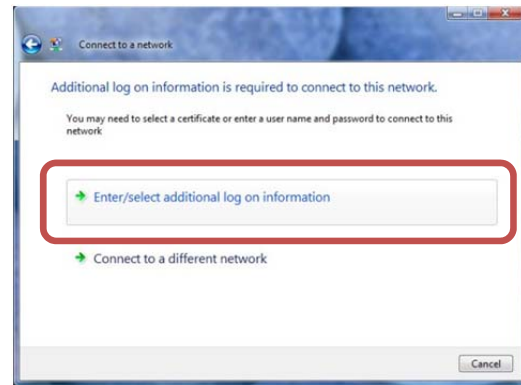 Connect to a network
Additional log on information is required to connect to this network.
You may need to select a certificate or enter a user name and password to connect to this
network
Enter/select additional log on information
Connect to a different network
Cancel